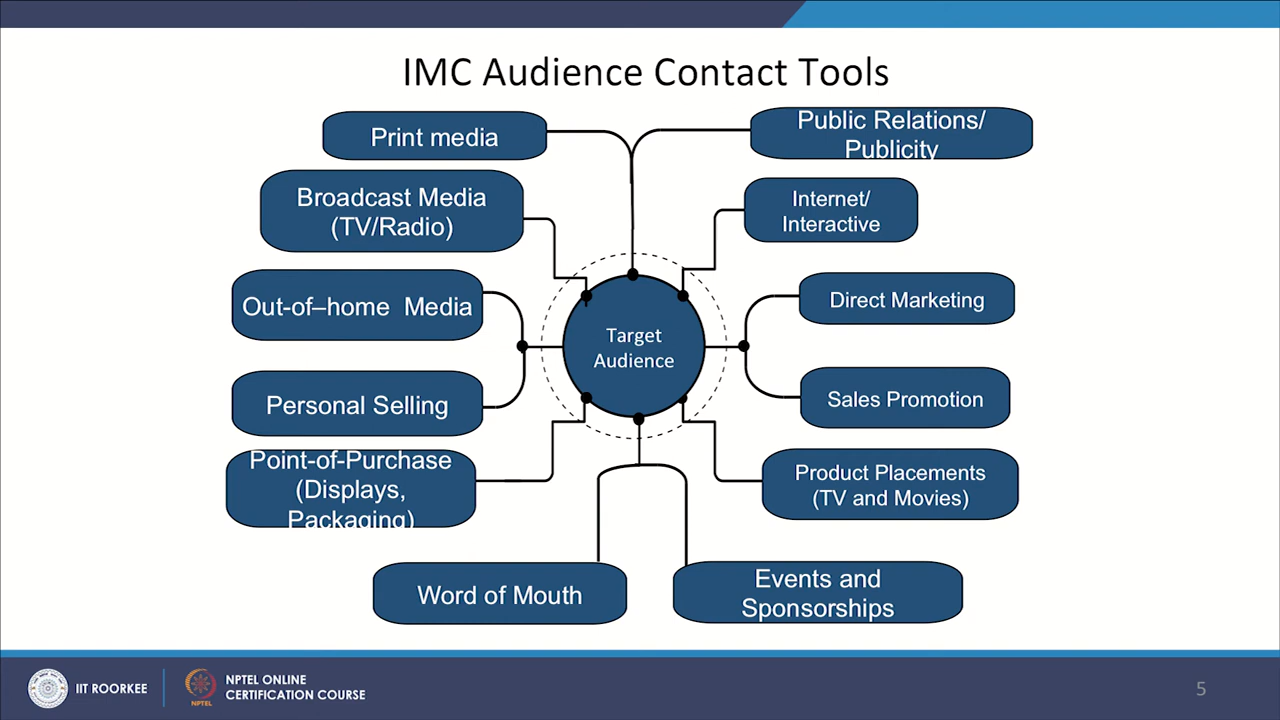 IMC Audience Contact Tools
Print media
Public Relations/
Publicity
Broadcast Media
(TV/Radio)
Internet/
Interactive
Out-of–home Media
Direct Marketing
Target
Audience
Personal Selling
Sales Promotion
Point-of-Purchase
(Displays,
Packaging)
Product Placements
(TV and Movies)
Word of Mouth
Events and
Sponsorships
IIT ROORKEE
NPTEL
NPTEL ONLINE
CERTIFICATION COURSE
5